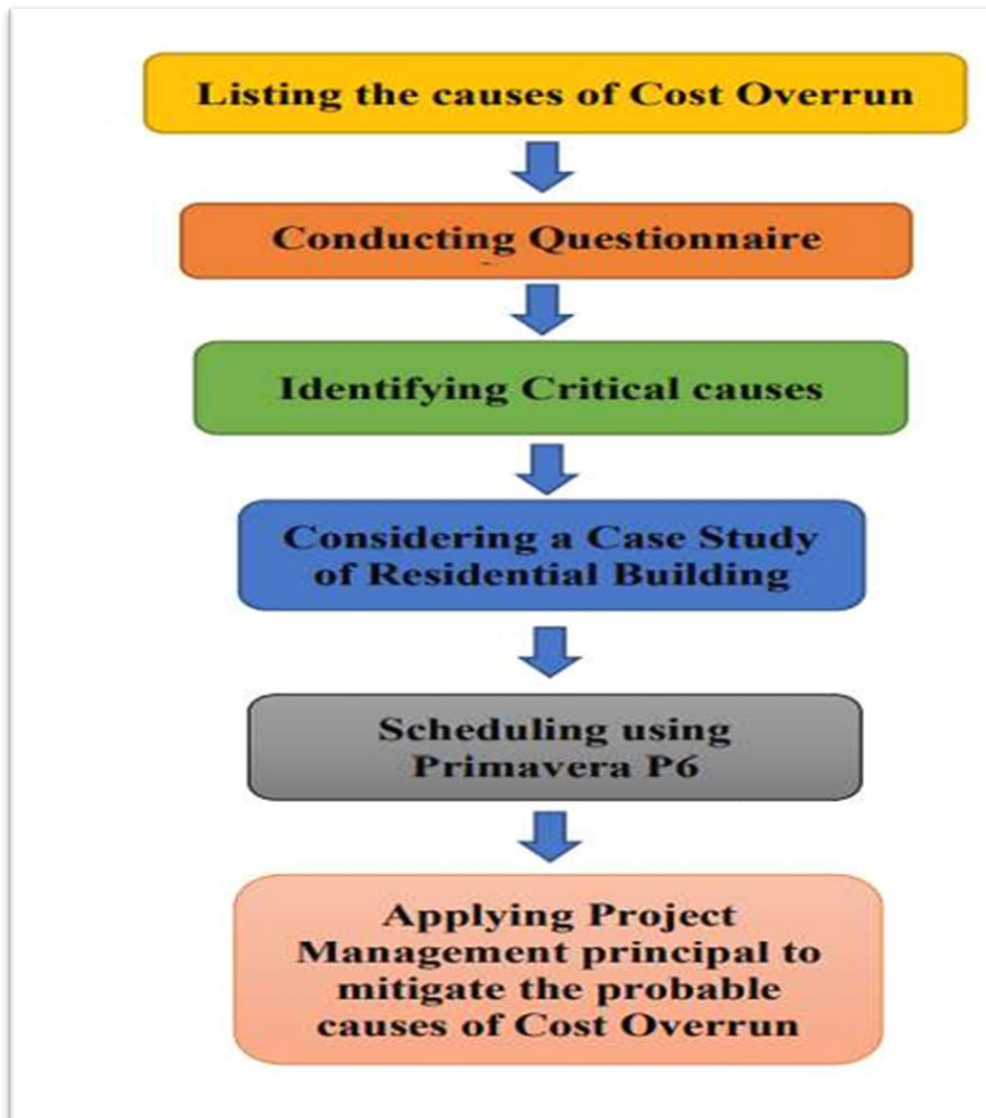 Listing the causes of Cost Overrun
Conducting Questionnaire
Identifying Critical causes
Considering a Case Study
of Residential Building
Scheduling using
Primavera P6
Applying Project
Management principal to
mitigate the probable
causes of Cost Overrun